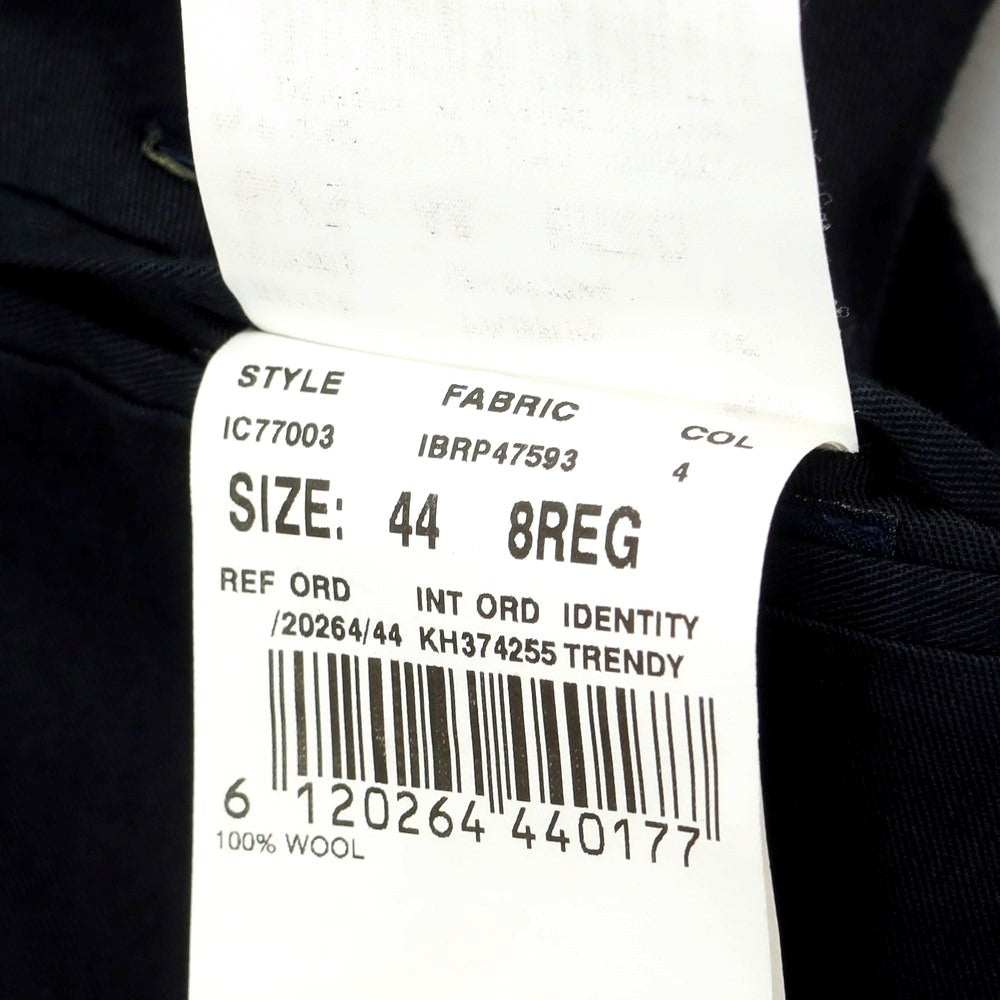 STYLE FABRIC COL
IC77003 IBRP47593 4
SIZE: 44 8REG
REF ORD INT ORD IDENTITY
/20264/44 KH374255 TRENDY
6 120264 440177
100% WOOL